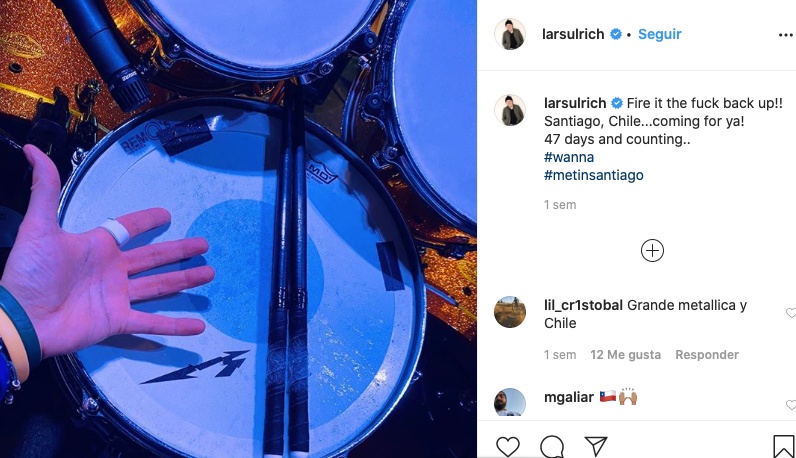 REMO
REMO
larsulrich • Seguir
larsulrich Fire it the fuck back up!!
Santiago, Chile...coming for ya!
47 days and counting..
#wanna
#metinsantiago
1 sem
lil_cr1stobal Grande metallica y
Chile
1 sem 12 Me gusta Responder
mgaliar 🇨🇱🙌🏽